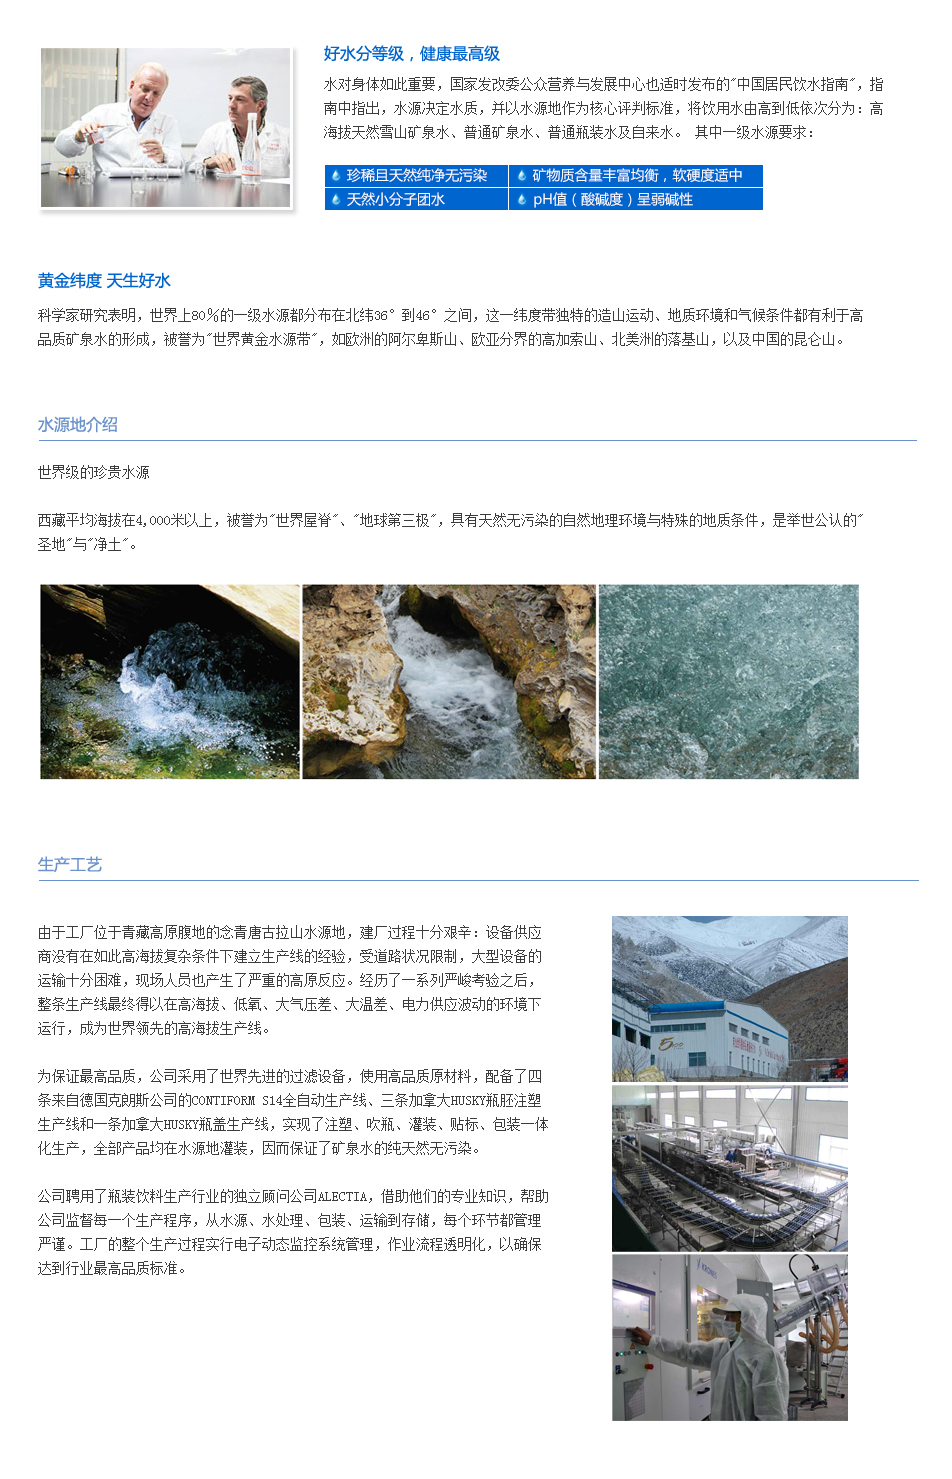 好水分等级，健康最高级
水对身体如此重要，国家发改委公众营养与发展中心也适时发布的"中国居民饮水指南"，指
南中指出，水源决定水质，并以水源地作为核心评判标准，将饮用水由高到低依次分为：高
海拔天然雪山矿泉水、普通矿泉水、普通瓶装水及自来水。 其中一级水源要求：
珍稀且天然纯净无污染 矿物质含量丰富均衡，软硬度适中
天然小分子团水 pH值（酸碱度）呈弱碱性
黄金纬度 天生好水
科学家研究表明，世界上80%的一级水源都分布在北纬36°到46°之间，这一纬度带独特的造山运动、地质环境和气候条件都有利于高
品质矿泉水的形成，被誉为"世界黄金水源带"，如欧洲的阿尔卑斯山、欧亚分界的高加索山、北美洲的落基山，以及中国的昆仑山。
水源地介绍
世界级的珍贵水源
西藏平均海拔在4,000米以上，被誉为"世界屋脊"、"地球第三极"，具有天然无污染的自然地理环境与特殊的地质条件，是举世公认的"
圣地"与"净土"。
生产工艺
由于工厂位于青藏高原腹地的念青唐古拉山水源地，建厂过程十分艰辛：设备供应
商没有在如此高海拔复杂条件下建立生产线的经验，受道路状况限制，大型设备的
运输十分困难，现场人员也产生了严重的高原反应。经历了一系列严峻考验之后，
整条生产线最终得以在高海拔、低氧、大气压差、大温差、电力供应波动的环境下
运行，成为世界领先的高海拔生产线。
为保证最高品质，公司采用了世界先进的过滤设备，使用高品质原材料，配备了四
条来自德国克朗斯公司的CONTIFORM S14全自动生产线、三条加拿大HUSKY瓶胚注塑
生产线和一条加拿大HUSKY瓶盖生产线，实现了注塑、吹瓶、灌装、贴标、包装一体
化生产，全部产品均在水源地灌装，因而保证了矿泉水的纯天然无污染。
公司聘用了瓶装饮料生产行业的独立顾问公司ALECTIA，借助他们的专业知识，帮助
公司监督每一个生产程序，从水源、水处理、包装、运输到存储，每个环节都管理
严谨。工厂的整个生产过程实行电子动态监控系统管理，作业流程透明化，以确保
达到行业最高品质标准。